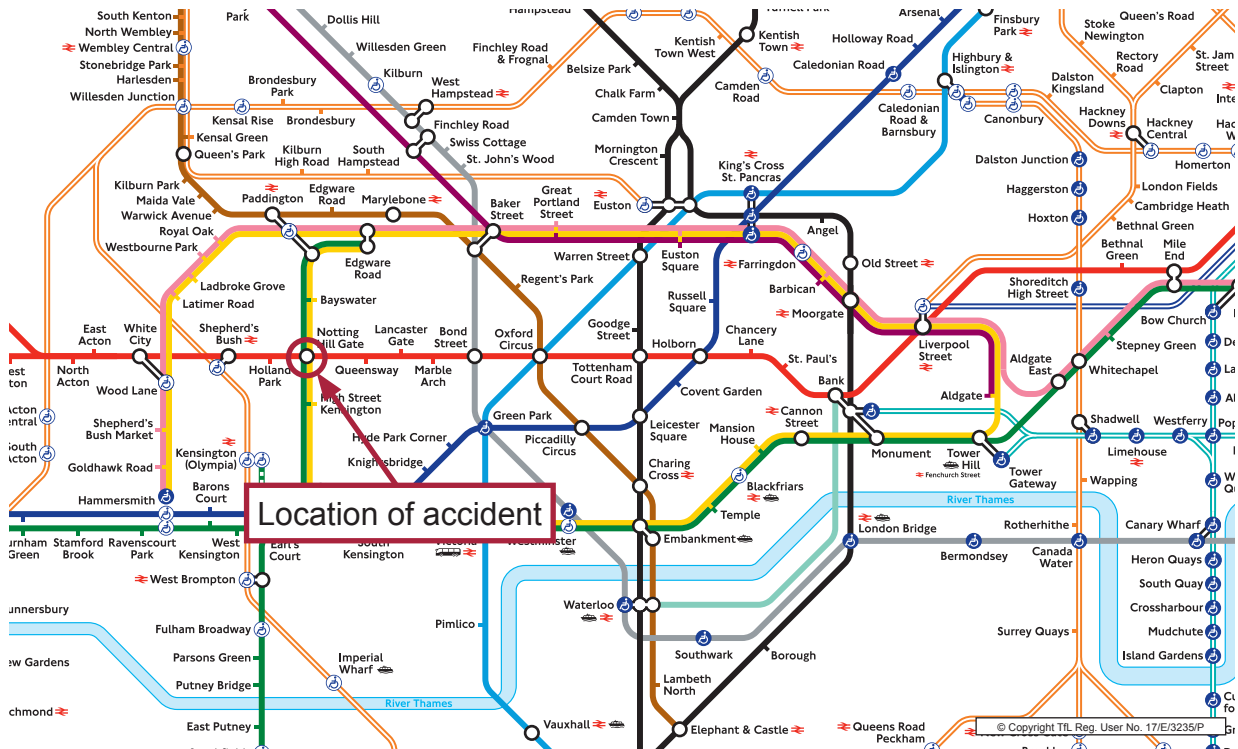 South Kenton
North Wembley
Wembley Central
Stonebridge Park
Harlesden
Willesden Junction
Kensal Rise
Brondesbury
Park
Brondesbury
Kensal Green
Queen's Park
Kilburn
High Road
South
Hampstead
Park
Dollis Hill
Willesden Green
Kilburn
West
Hampstead
Finchley Road
& Frognal
Finchley Road
Swiss Cottage
St. John's Wood
Hampstead
Belsize Park
Chalk Farm
Camden Town
Mornington
Crescent
Kentish
Town West
Kentish
Town
Camden
Road
Caledonian Road
Holloway Road
Arsenal
Finsbury
Park
Highbury &
Islington
Caledonian
Road &
Barnsbury
Canonbury
Dalston
Kingsland
Stoke
Newington
Rectory
Road
Queen's Road
St. Jam
Street
Clapton
Hackney
Downs
Hackney
Central
Homerton
Dalston Junction
Haggerston
Hoxton
London Fields
Cambridge Heath
Bethnal Green
Bethnal
Green
Mile
End
Shoreditch
High Street
Kilburn Park
Maida Vale
Warwick Avenue
Royal Oak
Westbourne Park
Ladbroke Grove
Latimer Road
Paddington
Edgware
Road
Marylebone
Baker
Street
Great
Portland
Street
Euston
King's Cross
St. Pancras
Angel
Old Street
Edgware
Road
Bayswater
Regent's Park
Warren Street
Euston
Square
Farringdon
Barbican
Moorgate
Russell
Square
Goodge
Street
East
Acton
North
Acton
White
City
Wood Lane
Shepherd's
Bush
Holland
Park
Notting
Hill Gate
Queensway
Lancaster
Gate
Marble
Arch
Bond
Street
Oxford
Circus
Tottenham
Court Road
Holborn
Chancery
Lane
St. Paul's
Bank
Liverpool
Street
Aldgate
East
Aldgate
Whitechapel
Stepney Green
Bow Church
High Street
Kensington
Hyde Park Corner
Knightsbridge
Green Park
Piccadilly
Circus
Covent Garden
Leicester
Square
Charing
Cross
Mansion
House
Cannon
Street
Monument
Tower
Hill
Fenchurch Street
Tower
Gateway
Shadwell
Limehouse
Westferry
Pop
Wapping
Blackfriars
Temple
Embankment
Westminster
Location of accident
South
Kensington
Earl's
Court
Shepherd's
Bush Market
Goldhawk Road
Hammersmith
Kensington
(Olympia)
Barons
Court
South
Acton
Stamford
Brook
Ravenscourt
Park
West
Kensington
West Brompton
Fulham Broadway
Parsons Green
Putney Bridge
East Putney
Imperial
Wharf
Pimlico
Vauxhall
River Thames
Waterloo
Southwark
Lambeth
North
Elephant & Castle
Borough
London Bridge
Bermondsey
River Thames
Rotherhithe
Canada
Water
Surrey Quays
Canary Wharf
Heron Quays
South Quay
Crossharbour
Mudchute
Island Gardens
Queens Road
Peckham
© Copyright TfL Reg. User No. 17/E/3235/P